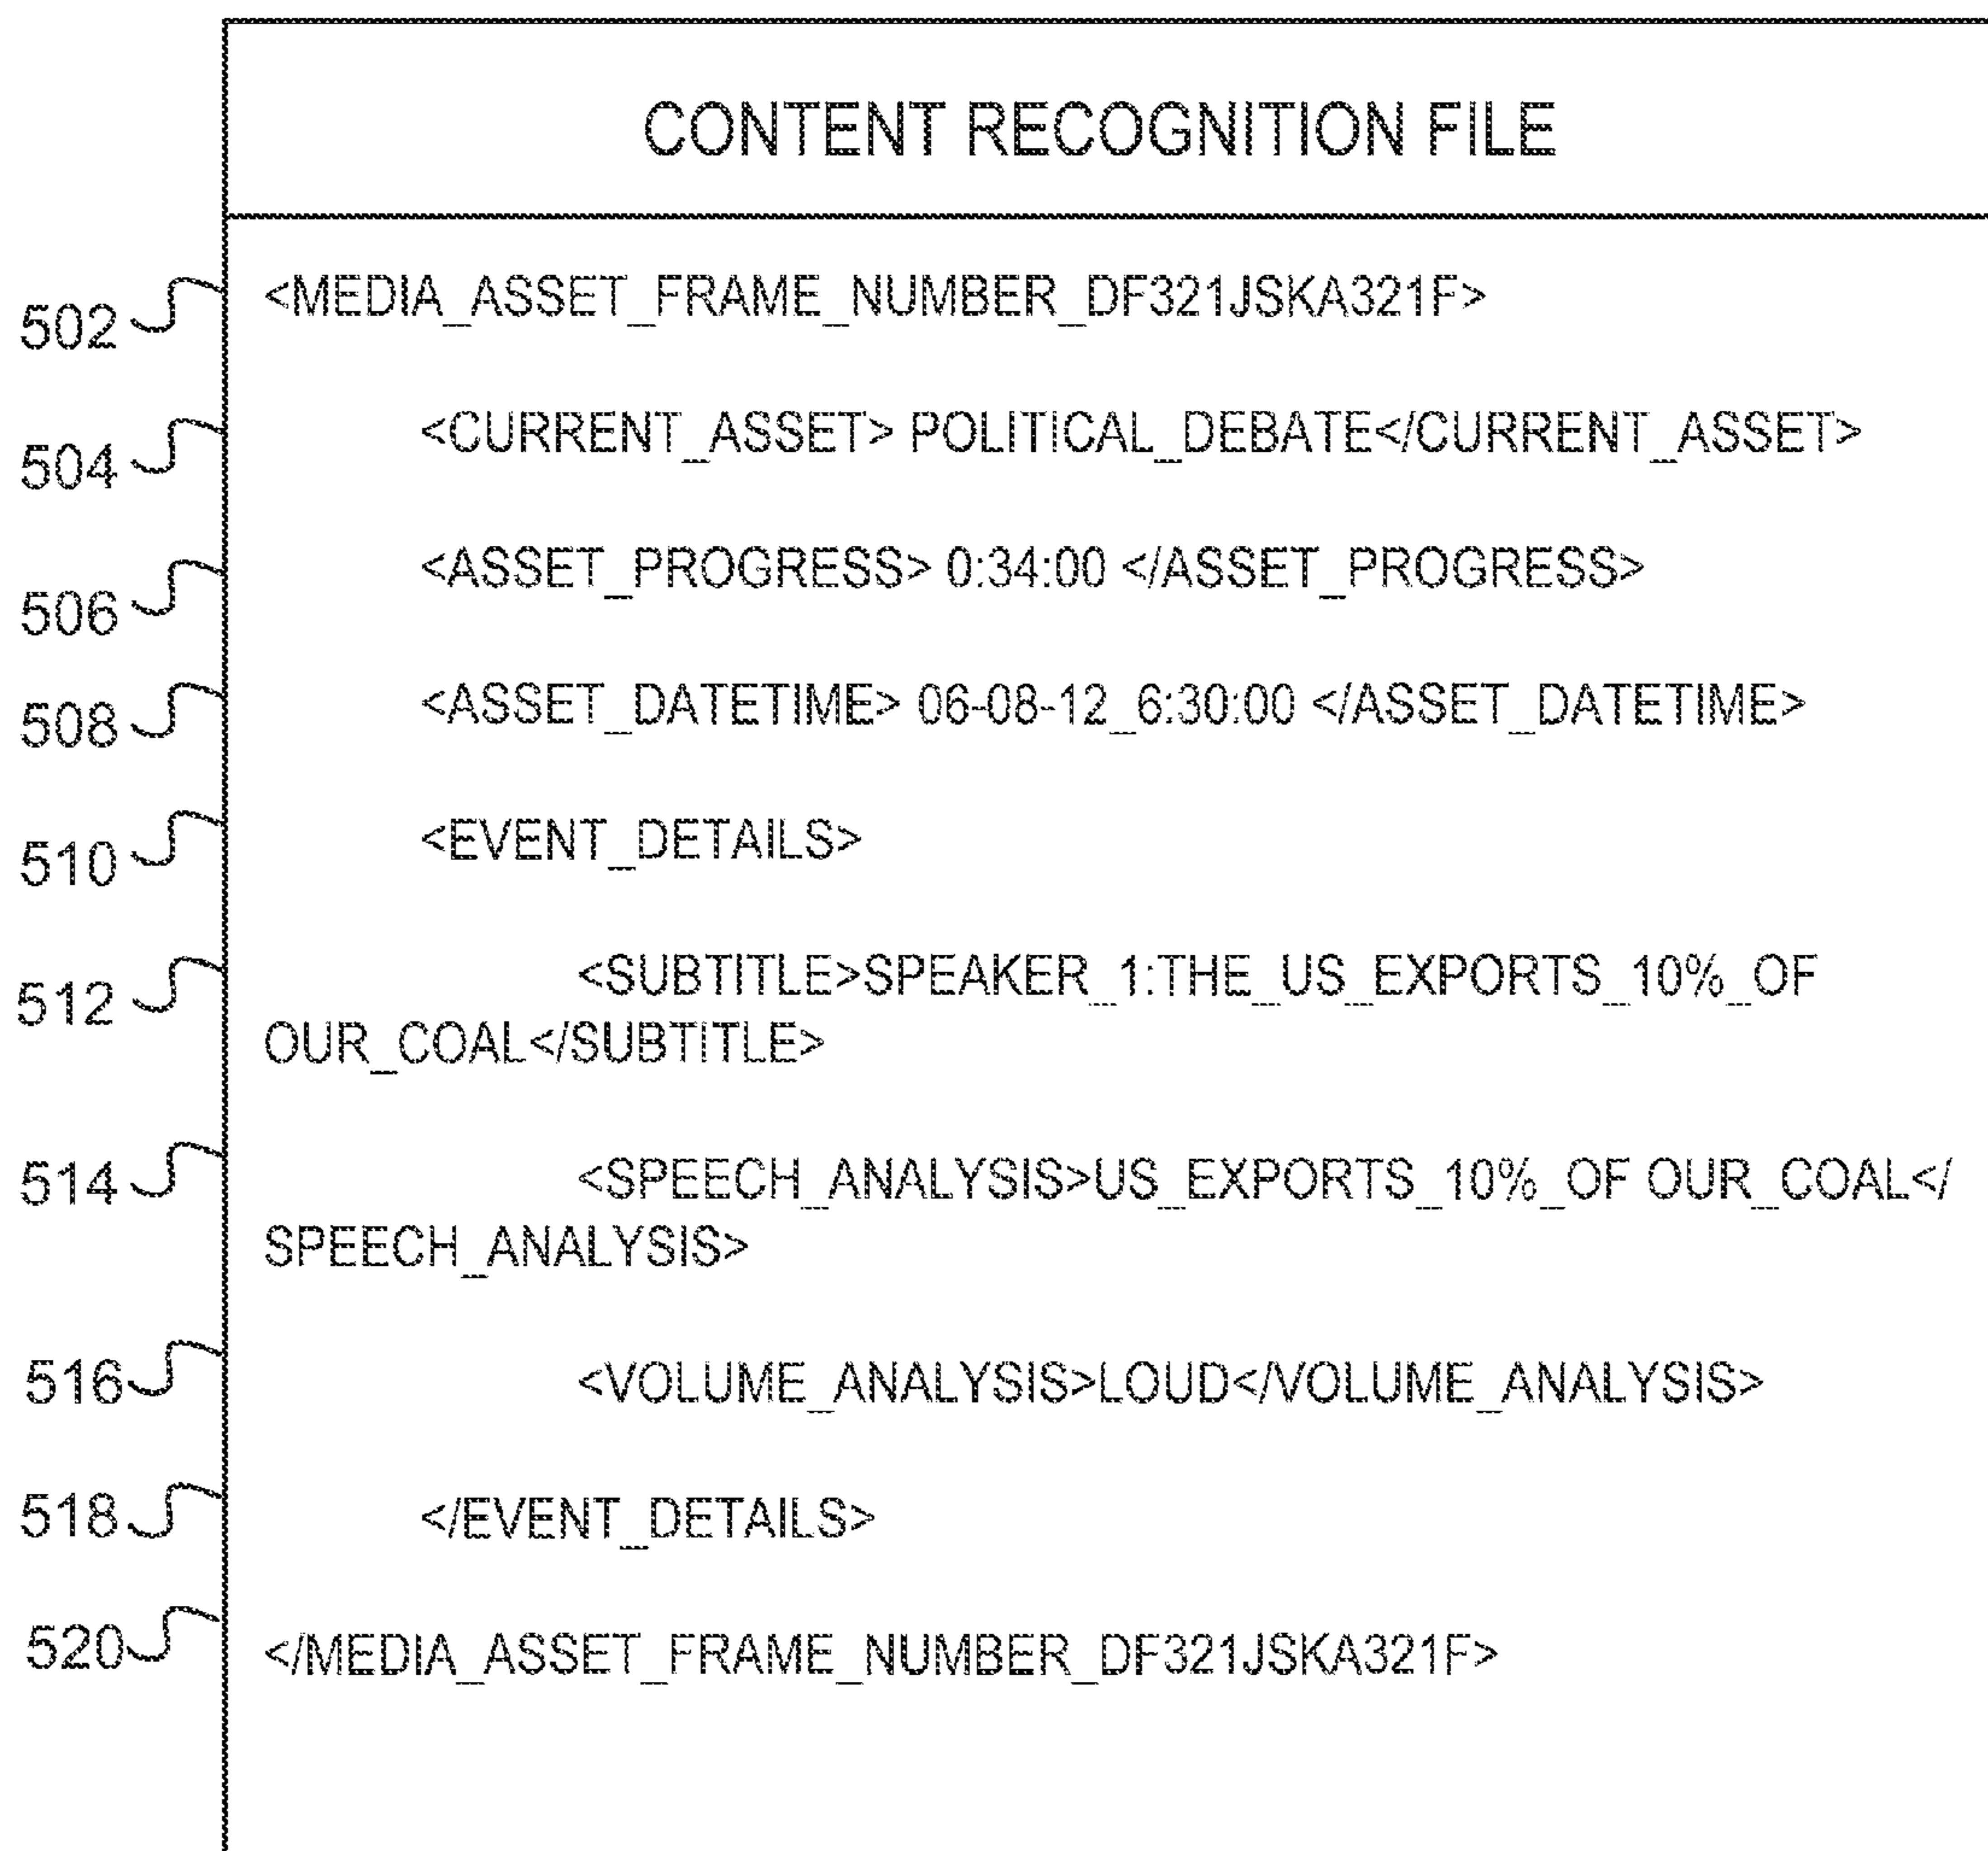 CONTENT RECOGNITION FILE
502 <MEDIA_ASSET_FRAME_NUMBER_DF321JSKA321F>
504 <CURRENT_ASSET> POLITICAL_DEBATE</CURRENT_ASSET>
506 <ASSET_PROGRESS> 0:34:00 </ASSET_PROGRESS>
508 <ASSET_DATETIME> 06-08-12_6:30:00 </ASSET_DATETIME>
510 <EVENT_DETAILS>
512 <SUBTITLE>SPEAKER_1:THE_US_EXPORTS_10%_OF
OUR_COAL</SUBTITLE>
514 <SPEECH_ANALYSIS>US_EXPORTS_10%_OF OUR_COAL</
SPEECH_ANALYSIS>
516 <VOLUME_ANALYSIS>LOUD</VOLUME_ANALYSIS>
518 </EVENT_DETAILS>
520 </MEDIA_ASSET_FRAME_NUMBER_DF321JSKA321F>